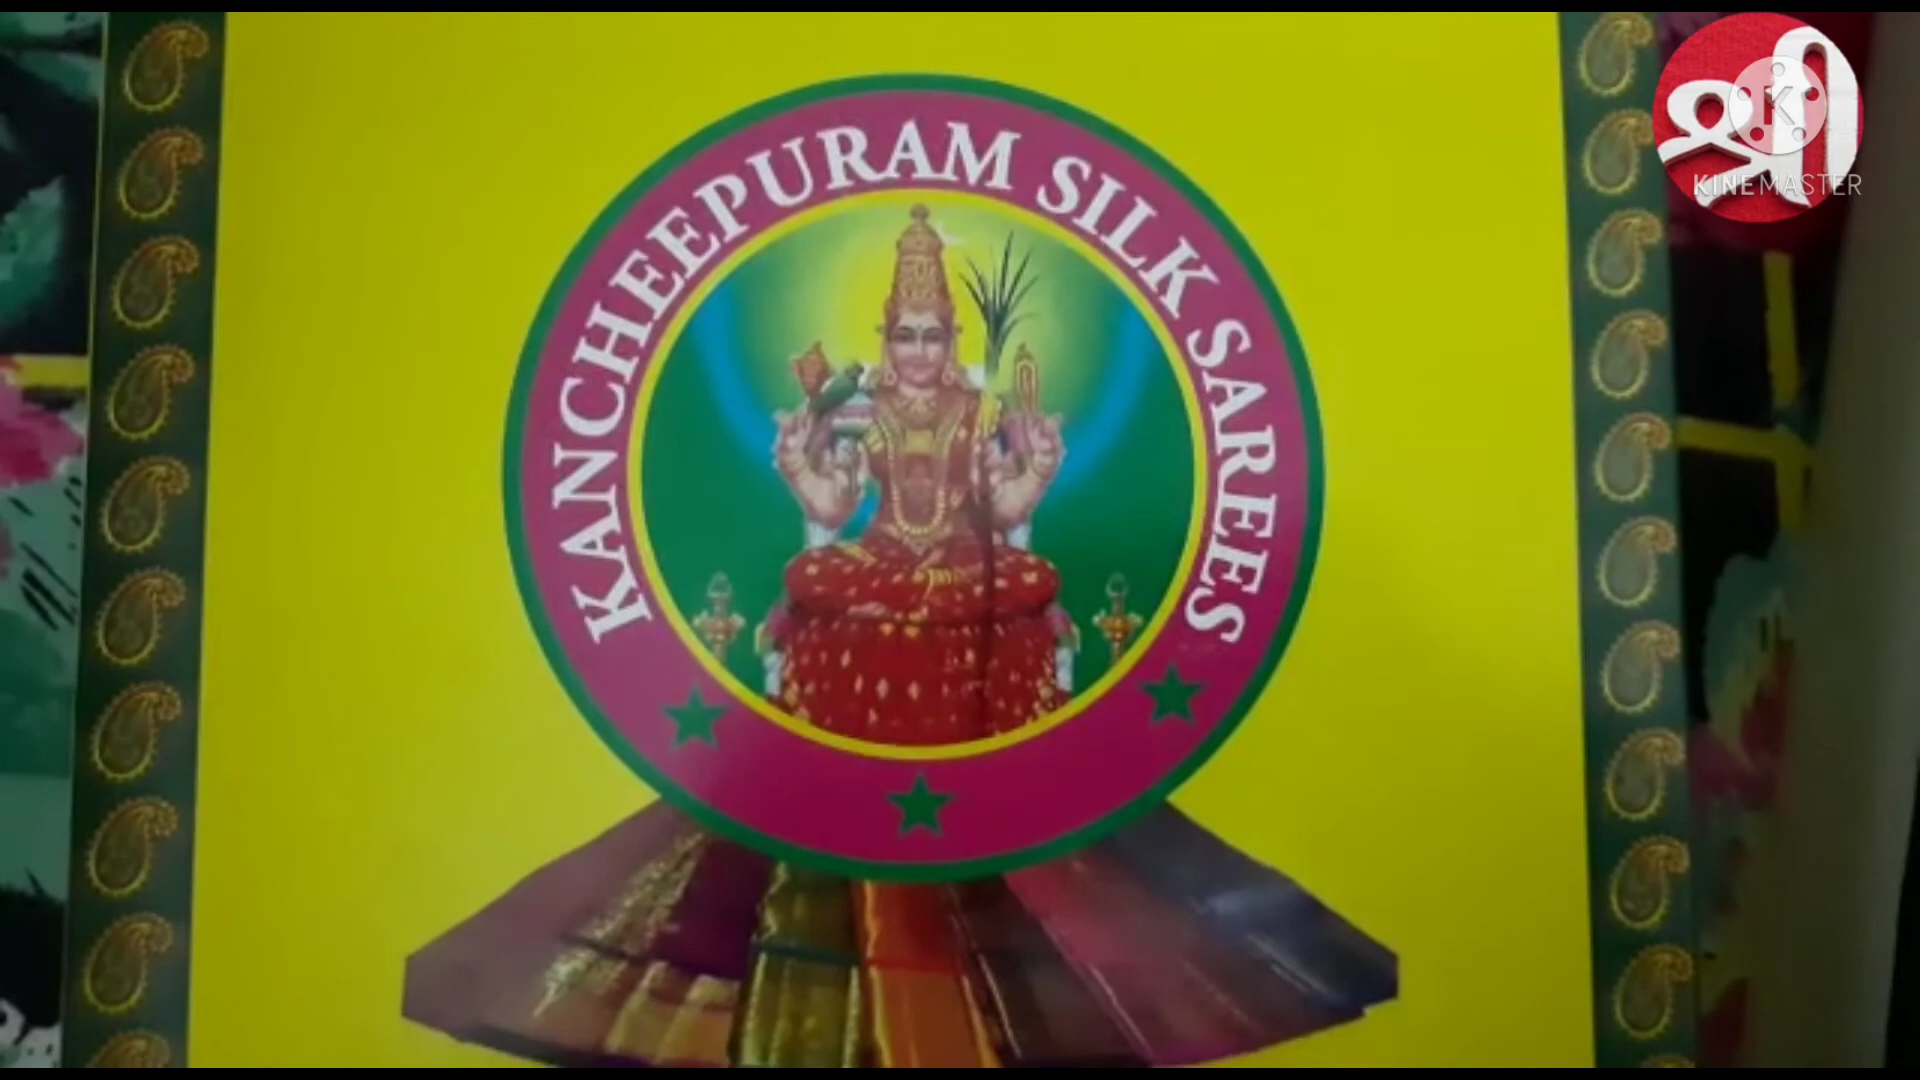 KANCHEEPURAM SILK SAREES
श्री
K
KINEMASTER